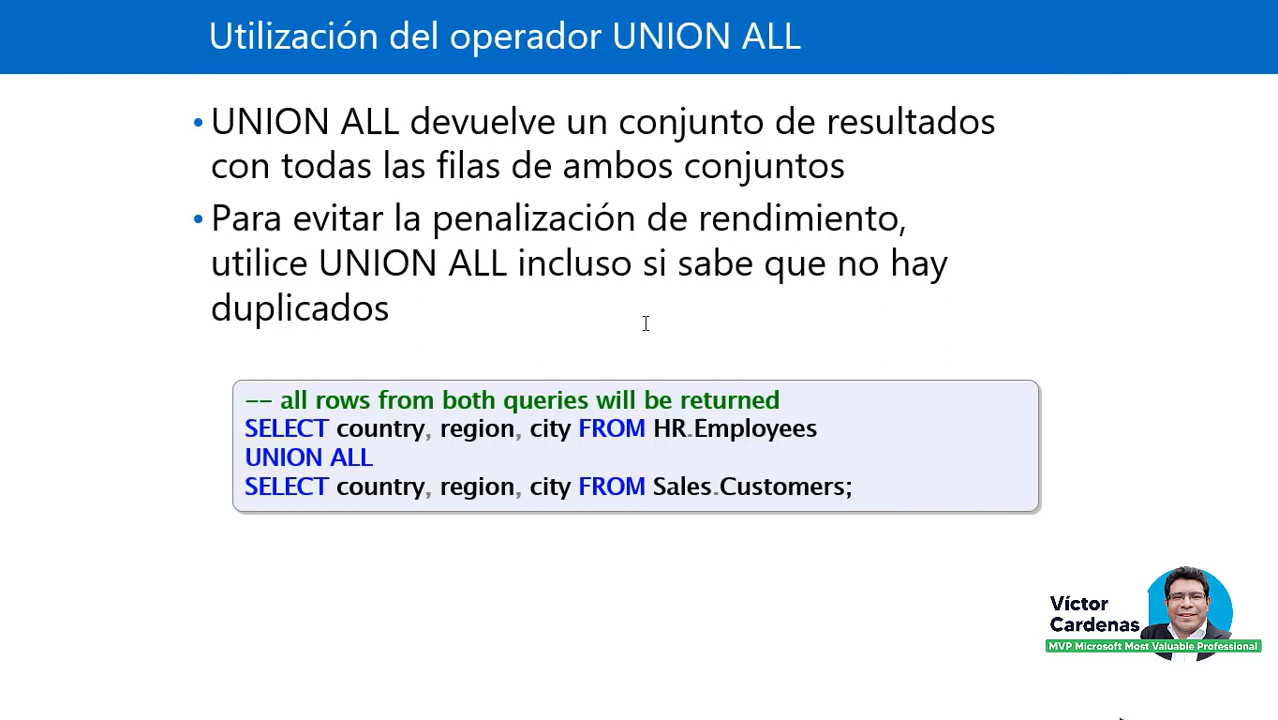 Utilización del operador UNION ALL
• UNION ALL devuelve un conjunto de resultados
con todas las filas de ambos conjuntos
• Para evitar la penalización de rendimiento,
utilice UNION ALL incluso si sabe que no hay
duplicados
-- all rows from both queries will be returned
SELECT country, region, city FROM HR.Employees
UNION ALL
SELECT country, region, city FROM Sales.Customers;
Víctor
Cardenas
MVP Microsoft Most Valuable Professional